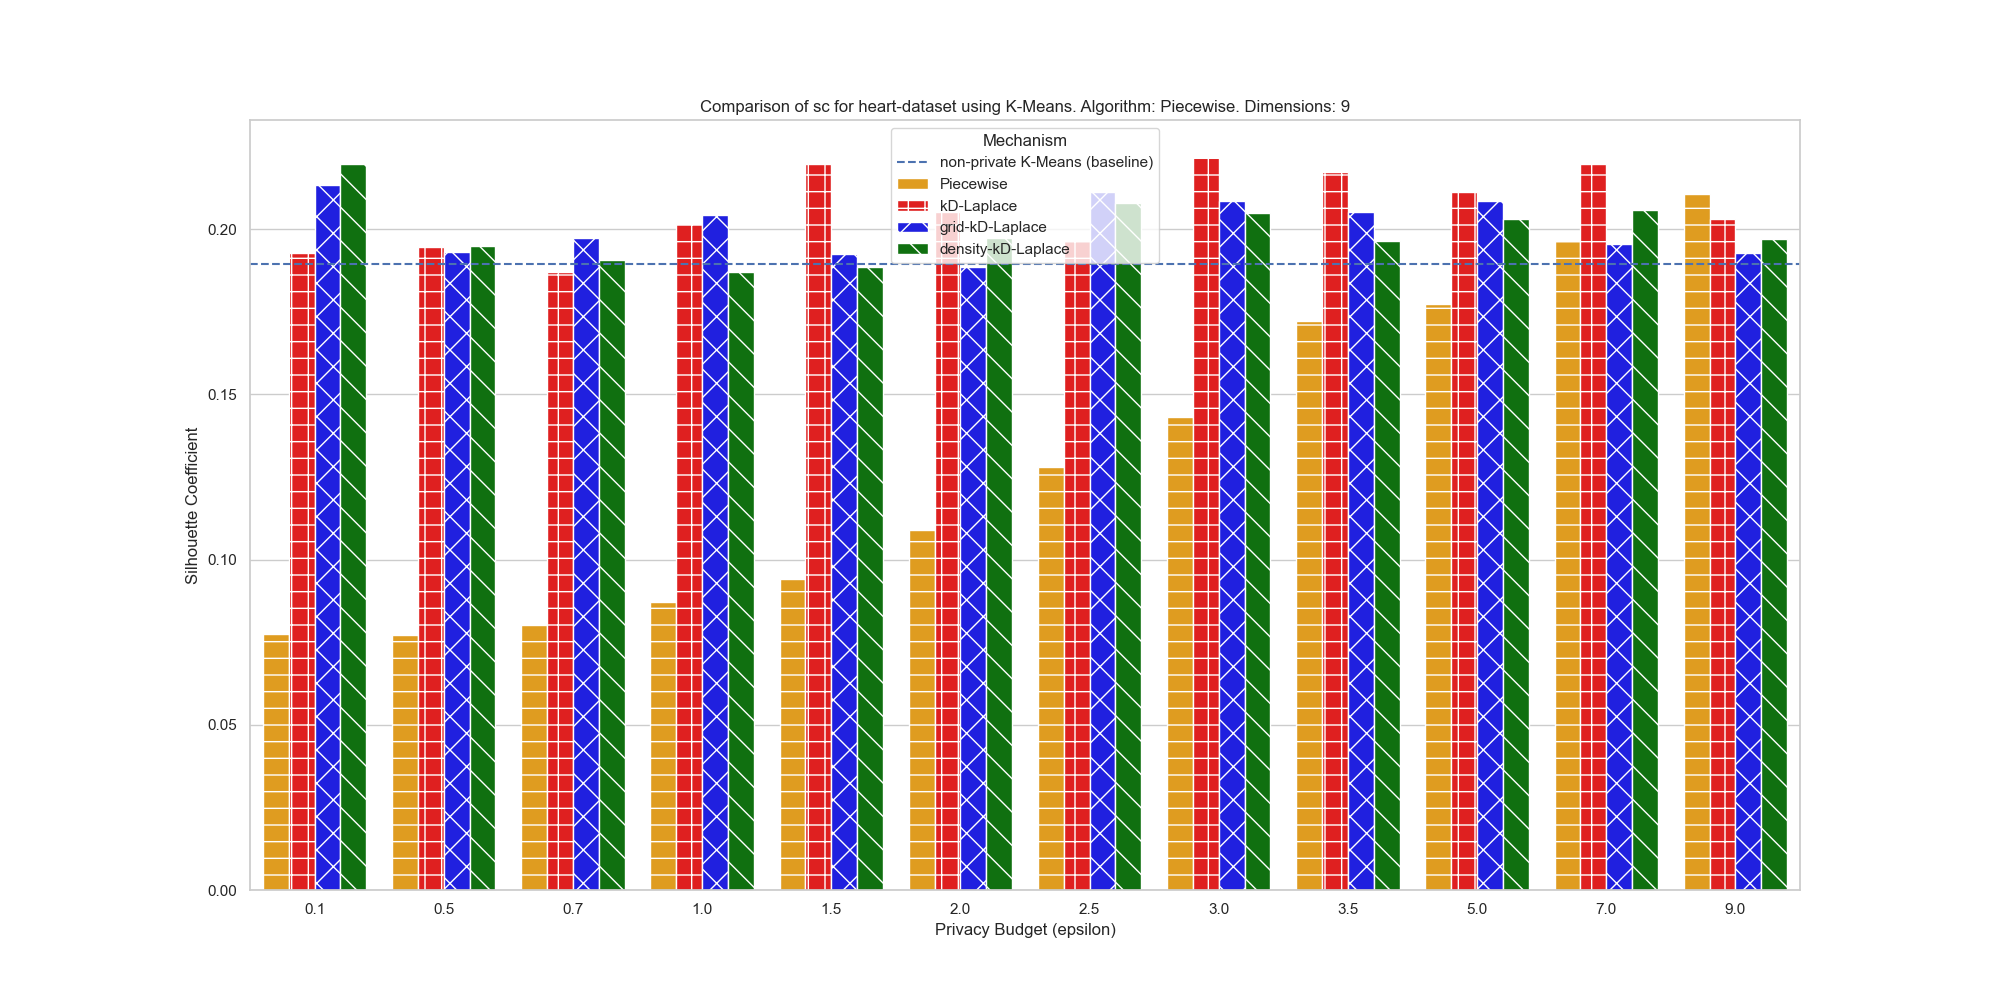 Comparison of sc for heart-dataset using K-Means. Algorithm: Piecewise. Dimensions: 9
Mechanism
non-private K-Means (baseline)
Piecewise
kD-Laplace
grid-kD-Laplace
density-kD-Laplace
Silhouette Coefficient
0.20
0.15
0.10
0.05
0.00
0.1 0.5 0.7 1.0 1.5 2.0 2.5 3.0 3.5 5.0 7.0 9.0
Privacy Budget (epsilon)